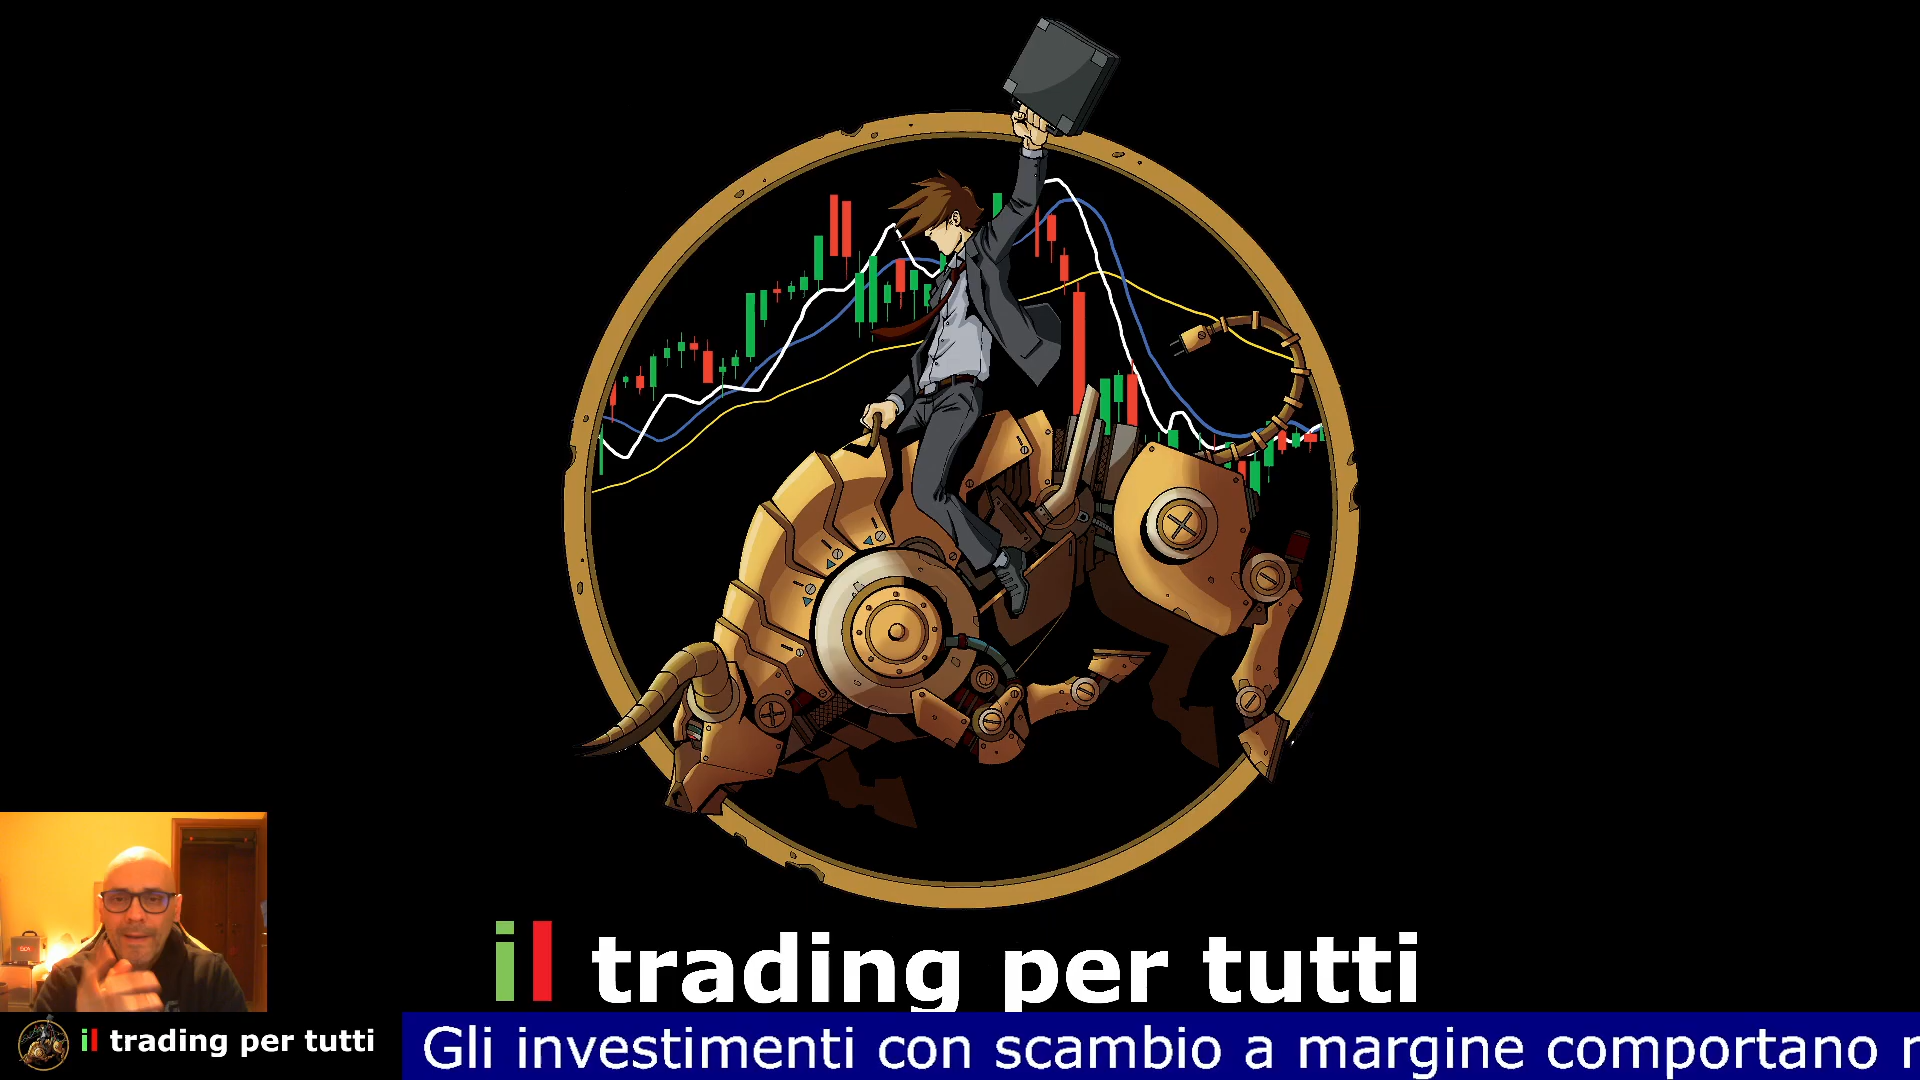 il trading per tutti
il trading per tutti
Gli investimenti con scambio a margine comportano